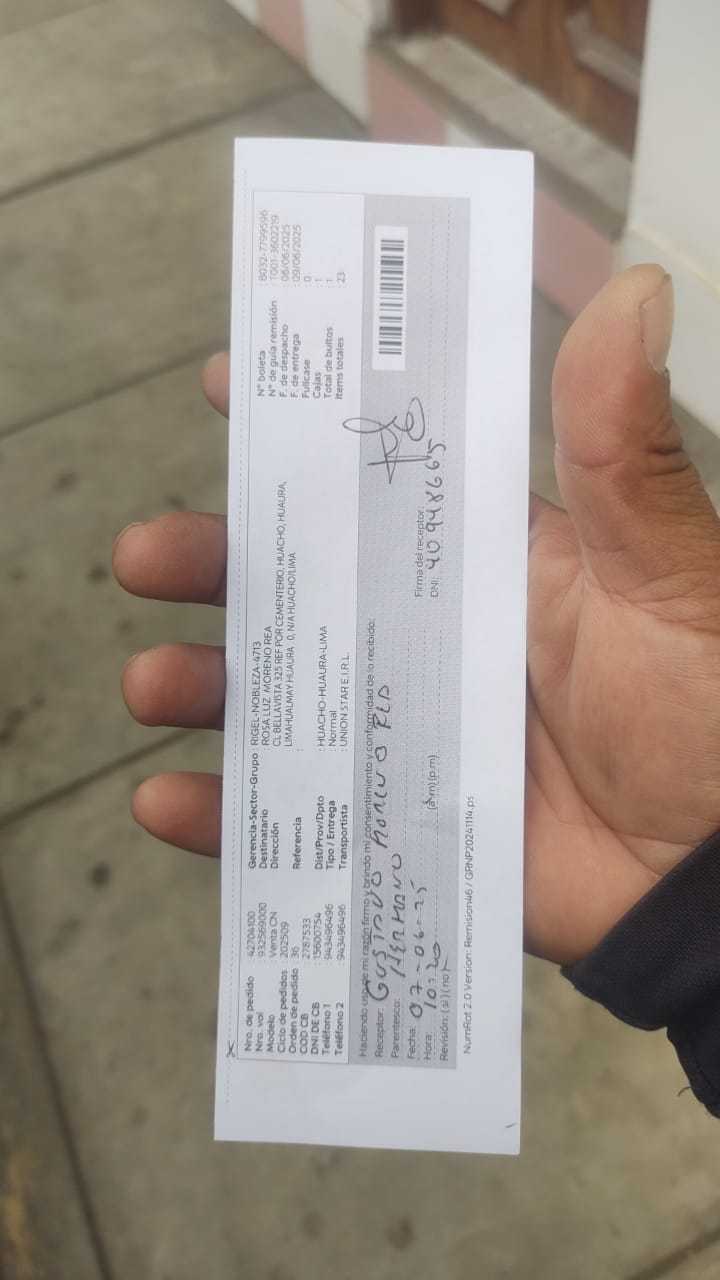 Nro. de pedido : 42704100
Nro. vol : 932569000
Modelo : Venta CN
Ciclo de pedidos : 202509
Orden de pedido : 36
COD CB : 2787533
DNI DE CB : 15600754
Teléfono 1 : 943496496
Teléfono 2 : 943496496
Gerencia-Sector-Grupo : RIGEL-NOBLEZA-4713
Destinatario : ROSA LUZ MORENO REA
Dirección : CL BELLAVISTA 325 REF POR CEMENTERIO, HUACHO, HUAURA,
LIMAHUALMAY HUAURA 0, N/A HUACHO/LIMA
Referencia :
Dist/Prov/Dpto : HUACHO-HUAURA-LIMA
Tipo / Entrega : Normal
Transportista : UNION STAR E.I.R.L.
N° boleta : B032-7799596
N° de guía remisión : T001-3602219
F. de despacho : 06/06/2025
F. de entrega : 09/06/2025
Fullcase : 0
Cajas : 1
Total de bultos : 1
Items totales : 23
Haciendo uso de mi razón firmo y brindo mi consentimiento y conformidad de lo recibido:
Receptor: GUSTAVO MORENO
Parentesco: HERMANO
Fecha: 07-06-25
Hora: 10:20 (a.m)(p.m)
Revisión: (si) (no)
Firma del receptor:
DNI: 40948665
NumRot 2.0 Version: Remision46 / GRNP20241114.ps